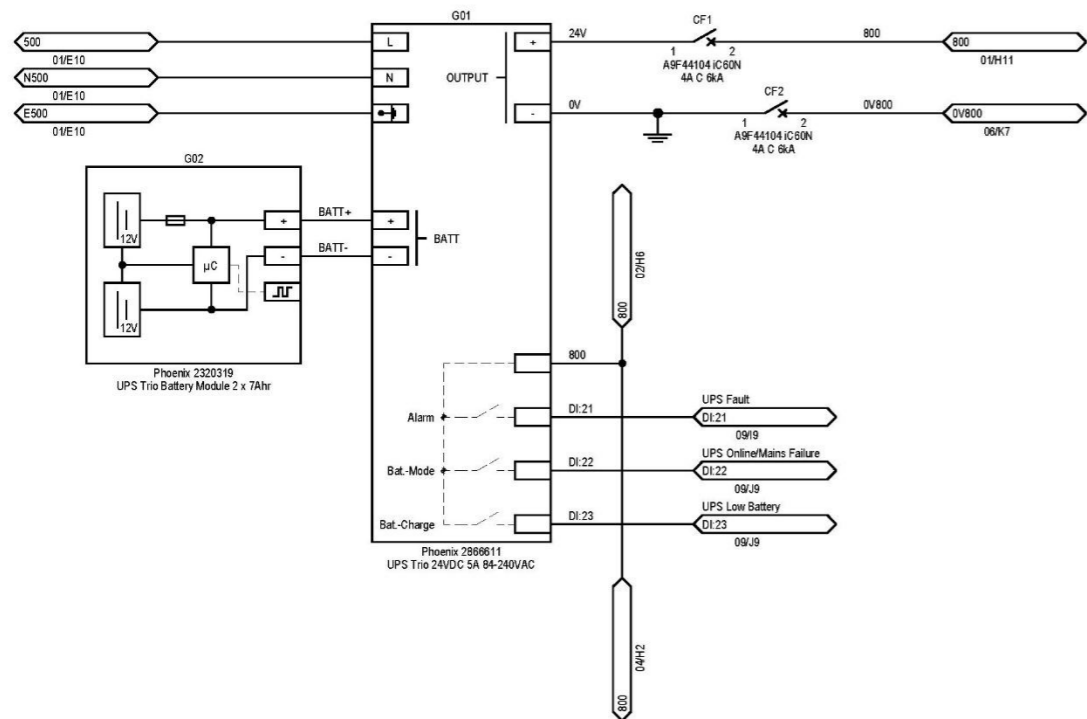 G01
500
01/E10
N500
01/E10
E500
01/E10
L
N
OUTPUT
+
-
24V
0V
CF1
1
2
A9F44104 iC60N
4A C 6kA
800
800
01/H11
CF2
1
2
A9F44104 iC60N
4A C 6kA
0V800
0V800
06/K7
G02
12V
12V
µC
+
-
BATT+
BATT-
+
-
BATT
Phoenix 2320319
UPS Trio Battery Module 2 x 7Ahr
02/H6
800
800
Alarm
DI:21
UPS Fault
DI:21
09/I9
Bat.-Mode
DI:22
UPS Online/Mains Failure
DI:22
09/J9
Bat.-Charge
DI:23
UPS Low Battery
DI:23
09/J9
Phoenix 2866611
UPS Trio 24VDC 5A 84-240VAC
04/H2
800